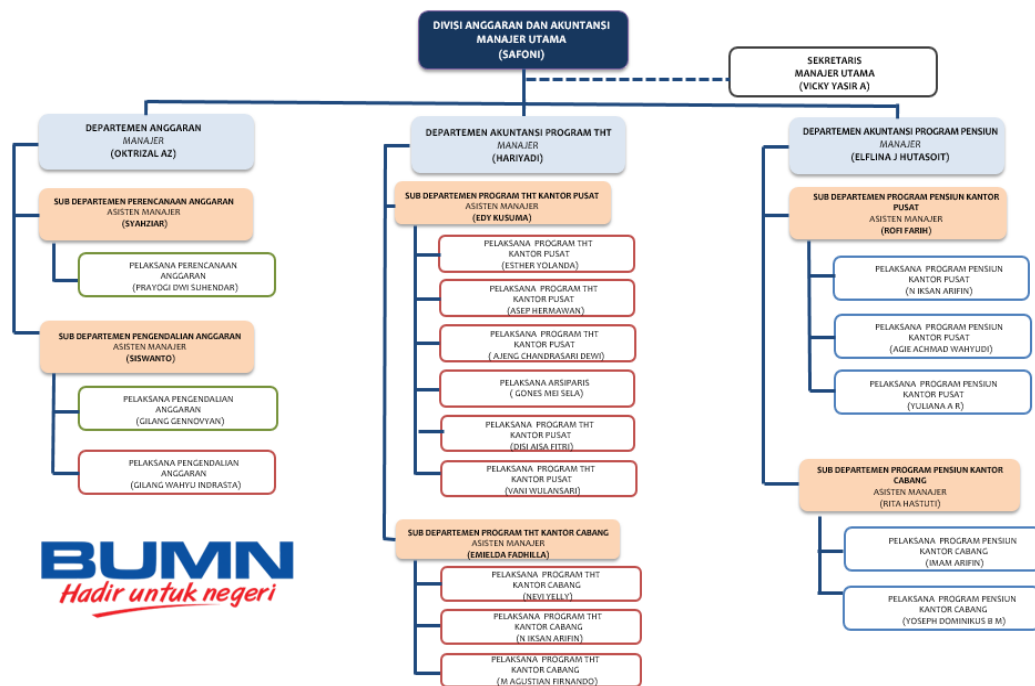 DIVISI ANGGARAN DAN AKUNTANSI
MANAJER UTAMA
(SAFONI)
SEKRETARIS
MANAJER UTAMA
(VICKY YASIR A)
DEPARTEMEN ANGGARAN
MANAJER
(OKTRIZAL AZ)
SUB DEPARTEMEN PERENCANAAN ANGGARAN
ASISTEN MANAJER
(SYAHZIAR)
PELAKSANA PERENCANAAN
ANGGARAN
(PRAYOGI DWI SUHENDAR)
SUB DEPARTEMEN PENGENDALIAN ANGGARAN
ASISTEN MANAJER
(SISWANTO)
PELAKSANA PENGENDALIAN
ANGGARAN
(GILANG GENNOVYAN)
PELAKSANA PENGENDALIAN
ANGGARAN
(GILANG WAHYU INDRASTA)
DEPARTEMEN AKUNTANSI PROGRAM THT
MANAJER
(HARIYADI)
SUB DEPARTEMEN PROGRAM THT KANTOR PUSAT
ASISTEN MANAJER
(EDY KUSUMA)
PELAKSANA PROGRAM THT
KANTOR PUSAT
(ESTHER YOLANDA)
PELAKSANA PROGRAM THT
KANTOR PUSAT
(ASEP HERMAWAN)
PELAKSANA PROGRAM THT
KANTOR PUSAT
( AJENG CHANDRASARI DEWI)
PELAKSANA ARSIPARIS
( GONES MEI SELA)
PELAKSANA PROGRAM THT
KANTOR PUSAT
(DISI AISA FITRI)
PELAKSANA PROGRAM THT
KANTOR PUSAT
(VANI WULANSARI)
SUB DEPARTEMEN PROGRAM THT KANTOR CABANG
ASISTEN MANAJER
(EMIELDA FADHILLA)
PELAKSANA PROGRAM THT
KANTOR CABANG
(NEVI YELLY)
PELAKSANA PROGRAM THT
KANTOR CABANG
(N IKSAN ARIFIN)
PELAKSANA PROGRAM THT
KANTOR CABANG
(M AGUSTIAN FIRNANDO)
DEPARTEMEN AKUNTANSI PROGRAM PENSIUN
MANAJER
(ELFLINA J HUTASOIT)
SUB DEPARTEMEN PROGRAM PENSIUN KANTOR
PUSAT
ASISTEN MANAJER
(ROFI FARIH)
PELAKSANA PROGRAM PENSIUN
KANTOR PUSAT
(N IKSAN ARIFIN)
PELAKSANA PROGRAM PENSIUN
KANTOR PUSAT
(AGIE ACHMAD WAHYUDI)
PELAKSANA PROGRAM PENSIUN
KANTOR PUSAT
(YULIANA A R)
SUB DEPARTEMEN PROGRAM PENSIUN KANTOR
CABANG
ASISTEN MANAJER
(RITA HASTUTI)
PELAKSANA PROGRAM PENSIUN
KANTOR CABANG
(IMAM ARIFIN)
PELAKSANA PROGRAM PENSIUN
KANTOR CABANG
(YOSEPH DOMINIKUS B M)
BUMN
Hadir untuk negeri